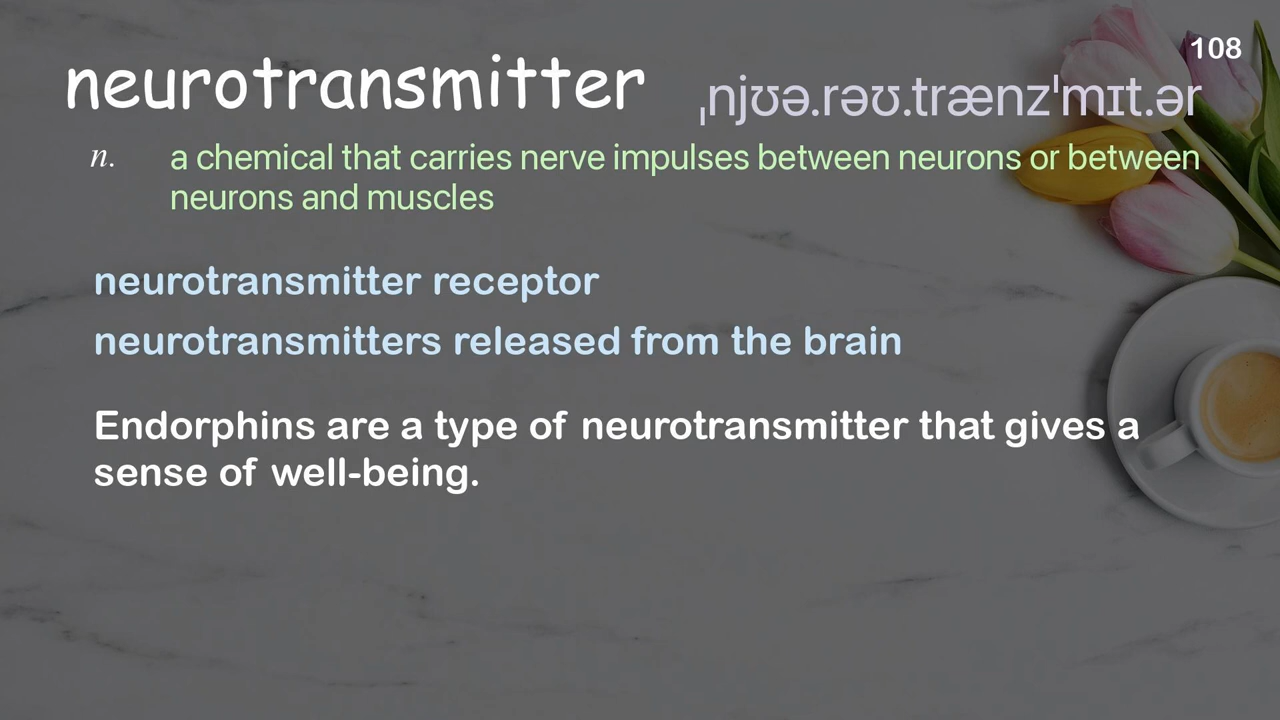 108
neurotransmitter ˌnjʊə.rəʊ.trænzˈmɪt.ər
n. a chemical that carries nerve impulses between neurons or between
neurons and muscles
neurotransmitter receptor
neurotransmitters released from the brain
Endorphins are a type of neurotransmitter that gives a
sense of well-being.